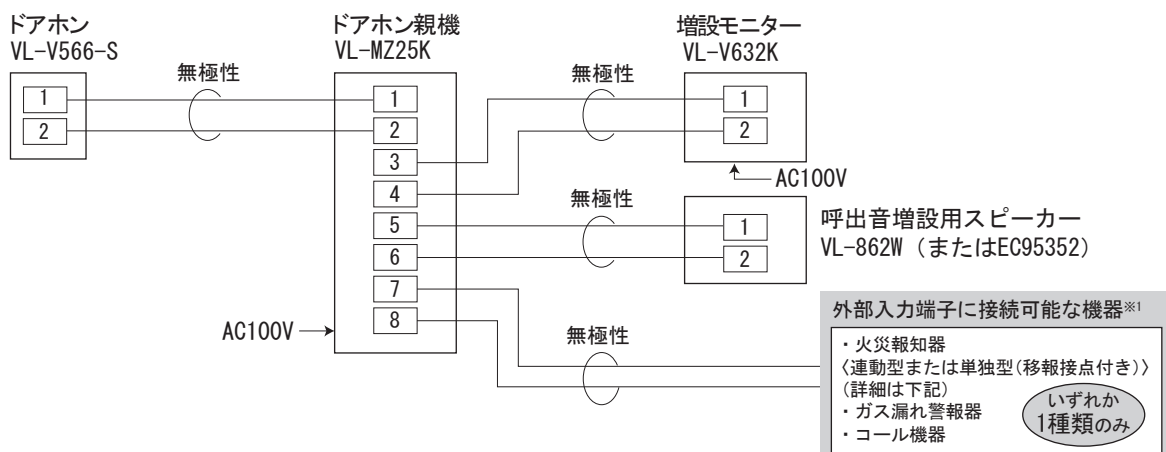 ドアホン
VL-V566-S
1
2
無極性
ドアホン親機
VL-MZ25K
1
2
3
4
5
6
7
8
AC100V
無極性
増設モニター
VL-V632K
1
2
AC100V
無極性
1
2
呼出音増設用スピーカー
VL-862W（またはEC95352）
無極性
外部入力端子に接続可能な機器※1
・火災報知器
〈連動型または単独型(移報接点付き)〉
(詳細は下記)
・ガス漏れ警報器
・コール機器
いずれか
1種類のみ